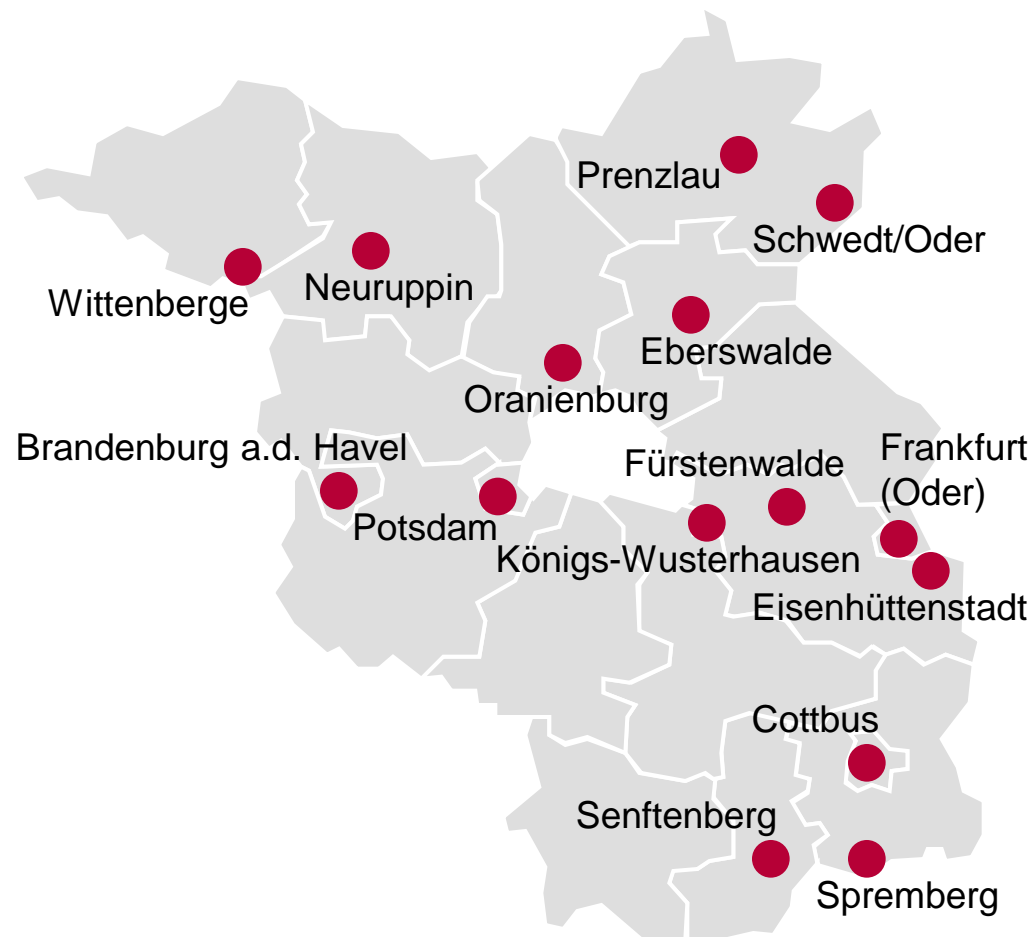 Prenzlau
Schwedt/Oder
Neuruppin
Wittenberge
Eberswalde
Oranienburg
Brandenburg a.d. Havel
Fürstenwalde
Frankfurt
(Oder)
Potsdam
Königs-Wusterhausen
Eisenhüttenstadt
Cottbus
Senftenberg
Spremberg